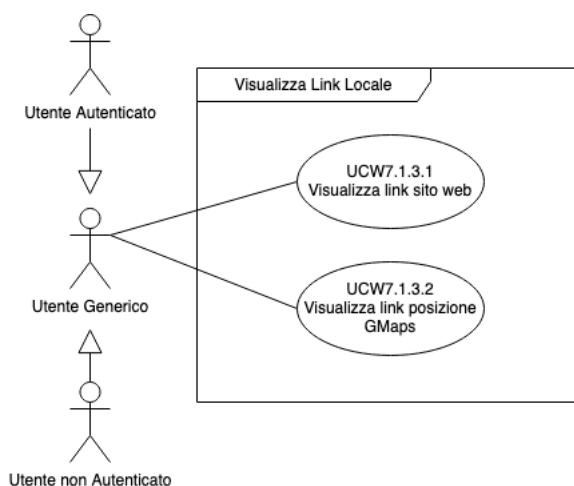 Utente Autenticato
Visualizza Link Locale
UCW7.1.3.1
Visualizza link sito web
Utente Generico
UCW7.1.3.2
Visualizza link posizione
GMaps
Utente non Autenticato